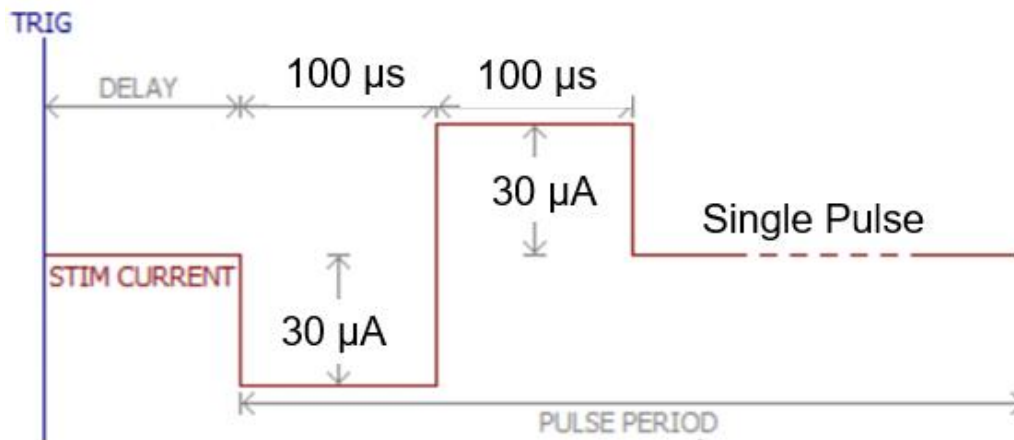 TRIG
DELAY
100 µs
100 µs
30 µA
Single Pulse
STIM CURRENT
30 µA
PULSE PERIOD